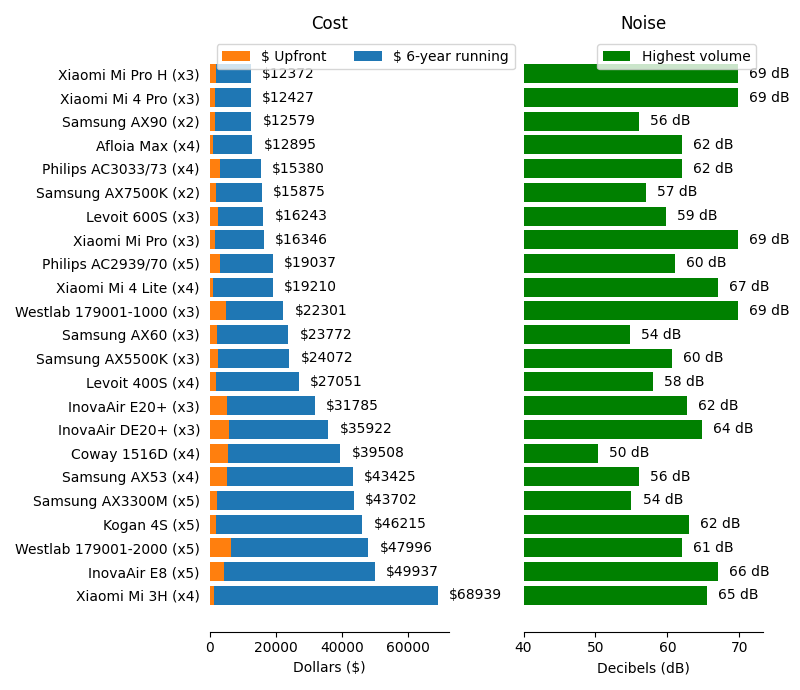 Cost Noise
$ Upfront $ 6-year running Highest volume
Xiaomi Mi Pro H (x3) $12372 69 dB
Xiaomi Mi 4 Pro (x3) $12427 69 dB
Samsung AX90 (x2) $12579 56 dB
Afloia Max (x4) $12895 62 dB
Philips AC3033/73 (x4) $15380 62 dB
Samsung AX7500K (x2) $15875 57 dB
Levoit 600S (x3) $16243 59 dB
Xiaomi Mi Pro (x3) $16346 69 dB
Philips AC2939/70 (x5) $19037 60 dB
Xiaomi Mi 4 Lite (x4) $19210 67 dB
Westlab 179001-1000 (x3) $22301 69 dB
Samsung AX60 (x3) $23772 54 dB
Samsung AX5500K (x3) $24072 60 dB
Levoit 400S (x4) $27051 58 dB
InovaAir E20+ (x3) $31785 62 dB
InovaAir DE20+ (x3) $35922 64 dB
Coway 1516D (x4) $39508 50 dB
Samsung AX53 (x4) $43425 56 dB
Samsung AX3300M (x5) $43702 54 dB
Kogan 4S (x5) $46215 62 dB
Westlab 179001-2000 (x5) $47996 61 dB
InovaAir E8 (x5) $49937 66 dB
Xiaomi Mi 3H (x4) $68939 65 dB
0 20000 40000 60000 40 50 60 70
Dollars ($) Decibels (dB)